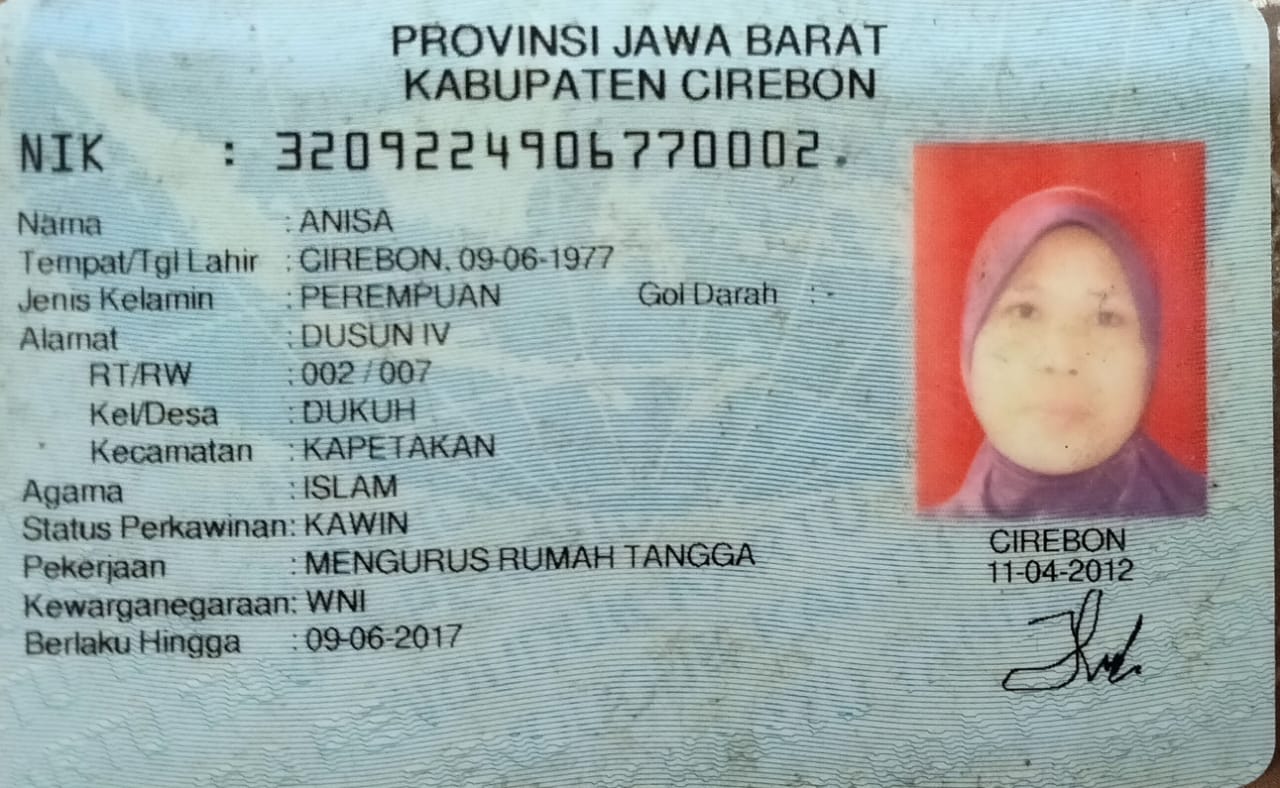 PROVINSI JAWA BARAT
KABUPATEN CIREBON
NIK : 3209224906770002
Nama : ANISA
Tempat/Tgl Lahir : CIREBON, 09-06-1977
Jenis Kelamin : PEREMPUAN Gol Darah : -
Alamat : DUSUN IV
RT/RW : 002 / 007
Kel/Desa : DUKUH
Kecamatan : KAPETAKAN
Agama : ISLAM
Status Perkawinan: KAWIN
Pekerjaan : MENGURUS RUMAH TANGGA
Kewarganegaraan: WNI
Berlaku Hingga : 09-06-2017
CIREBON
11-04-2012